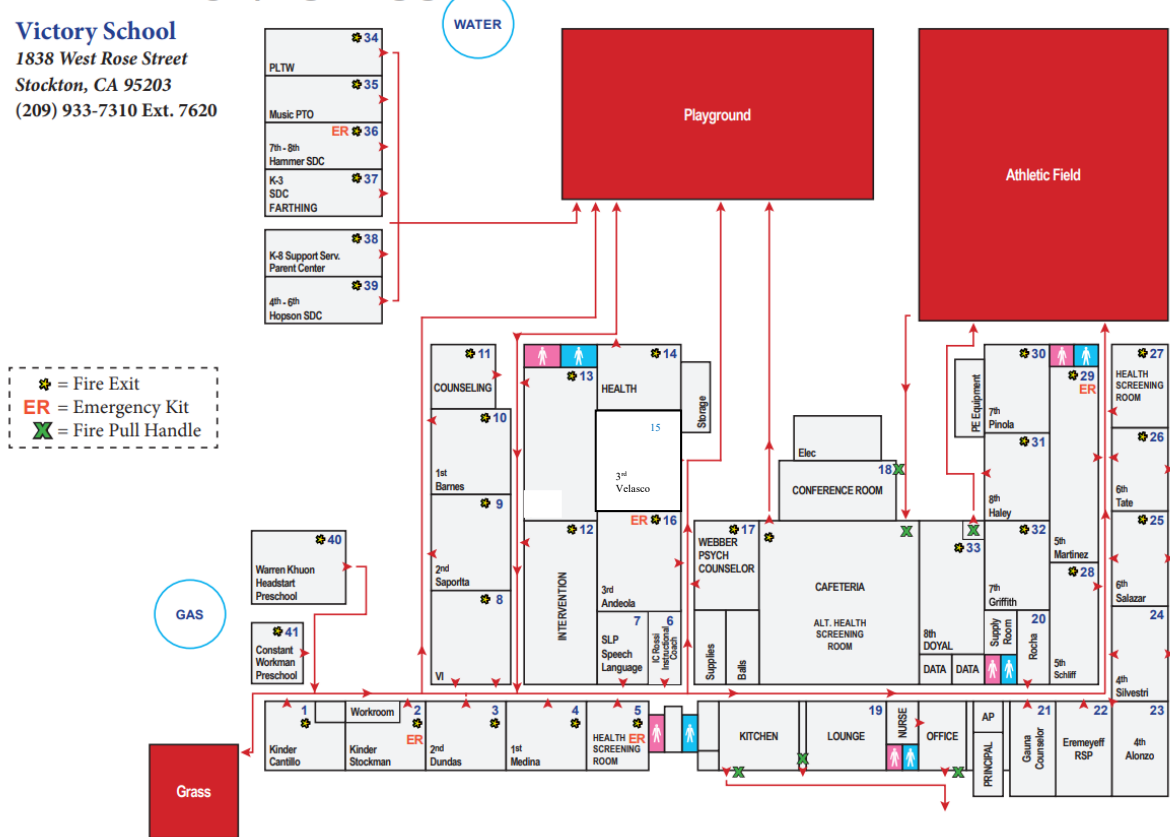 WATER
Victory School
1838 West Rose Street
Stockton, CA 95203
(209) 933-7310 Ext. 7620
34
PLTW
35
Music PTO
ER 36
7th - 8th
Hammer SDC
37
K-3
SDC
FARTHING
38
K-8 Support Serv.
Parent Center
39
4th - 6th
Hopson SDC
Playground
Athletic Field
= Fire Exit
ER = Emergency Kit
X = Fire Pull Handle
11
COUNSELING
10
1st
Barnes
9
2nd
Saporita
8
VI
13
14
HEALTH
Storage
15
3rd
Velasco
12
INTERVENTION
ER 16
3rd
Andeola
7
SLP
Speech
Language
6
IC Rossi
Instructional
Coach
Elec
18
CONFERENCE ROOM
17
WEBBER
PSYCH
COUNSELOR
Supplies
Balls
CAFETERIA
ALT. HEALTH
SCREENING
ROOM
33
8th
DOYAL
DATA
DATA
PE Equipment
30
7th
Pinola
31
8th
Haley
32
7th
Griffith
Supply
Room
20
Rocha
29
ER
5th
Martinez
28
5th
Schliff
27
HEALTH
SCREENING
ROOM
26
6th
Tate
25
6th
Salazar
24
4th
Silvestri
40
Warren Khuon
Headstart
Preschool
GAS
41
Constant
Workman
Preschool
1
Kinder
Cantillo
Workroom
2
ER
Kinder
Stockman
3
2nd
Dundas
4
1st
Medina
5
ER
HEALTH
SCREENING
ROOM
KITCHEN
19
LOUNGE
NURSE
OFFICE
AP
PRINCIPAL
21
Gauna
Counselor
22
Eremeyeff
RSP
23
4th
Alonzo
Grass